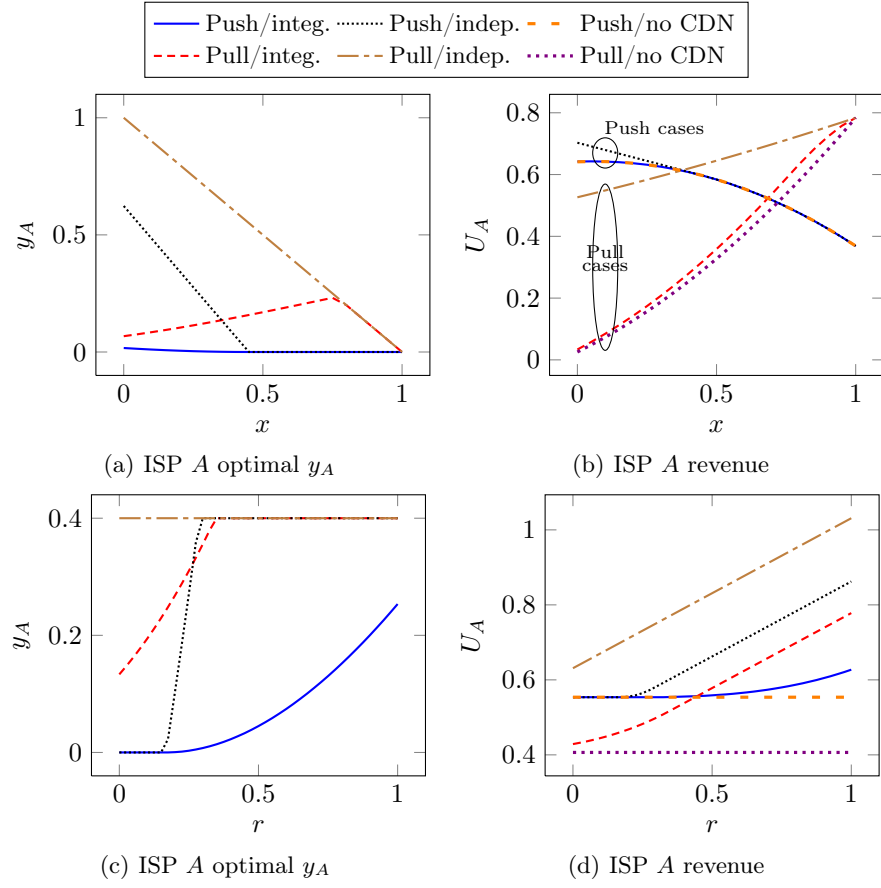 Push/integ. Push/indep. Push/no CDN
Pull/integ. Pull/indep. Pull/no CDN
1
0.5
0
y_A
0 0.5 1
x
(a) ISP A optimal y_A
0.8
0.6
0.4
0.2
0
U_A
Push cases
Pull
cases
0 0.5 1
x
(b) ISP A revenue
0.4
0.2
0
y_A
0 0.5 1
r
(c) ISP A optimal y_A
1
0.8
0.6
0.4
U_A
0 0.5 1
r
(d) ISP A revenue